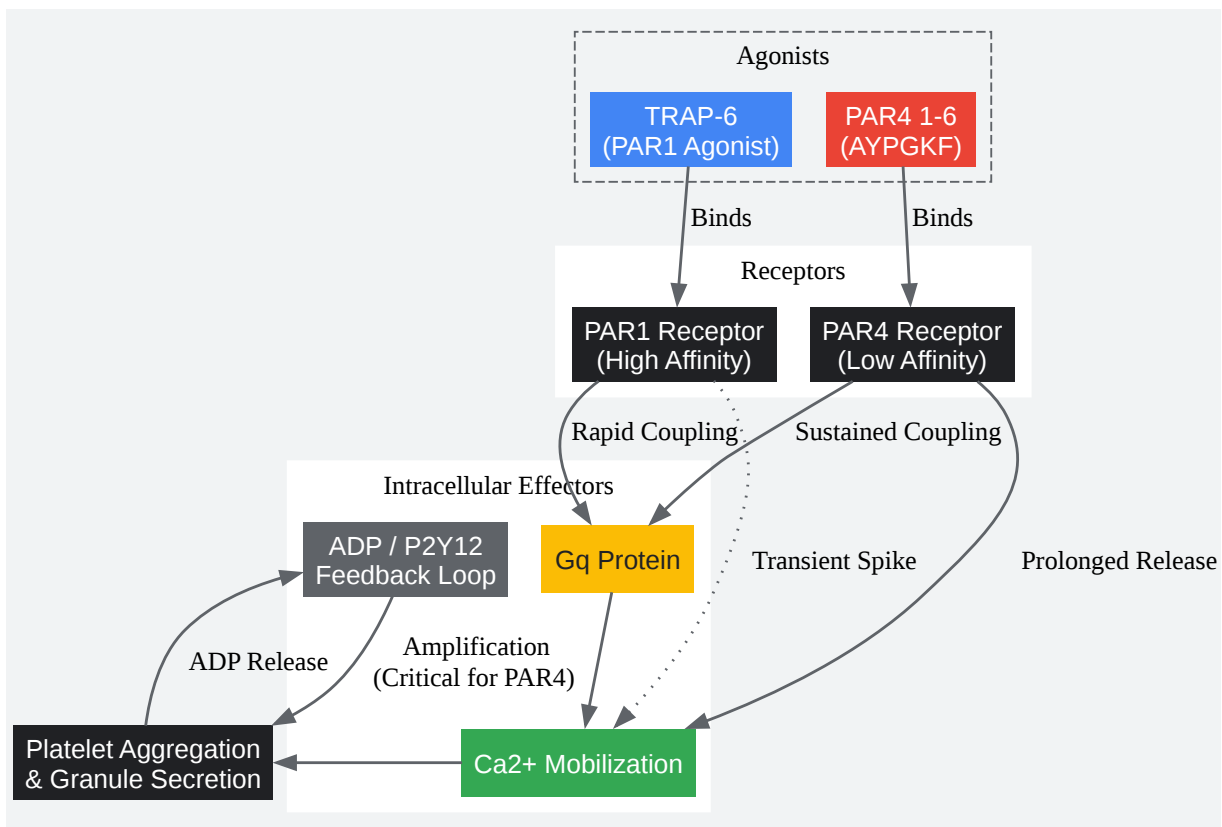 Agonists
TRAP-6
(PAR1 Agonist)
PAR4 1-6
(AYPGKF)
Binds
Binds
Receptors
PAR1 Receptor
(High Affinity)
PAR4 Receptor
(Low Affinity)
Rapid Coupling
Sustained Coupling
Intracellular Effectors
ADP / P2Y12
Feedback Loop
Gq Protein
Transient Spike
Prolonged Release
Amplification
(Critical for PAR4)
ADP Release
Platelet Aggregation
& Granule Secretion
Ca2+ Mobilization